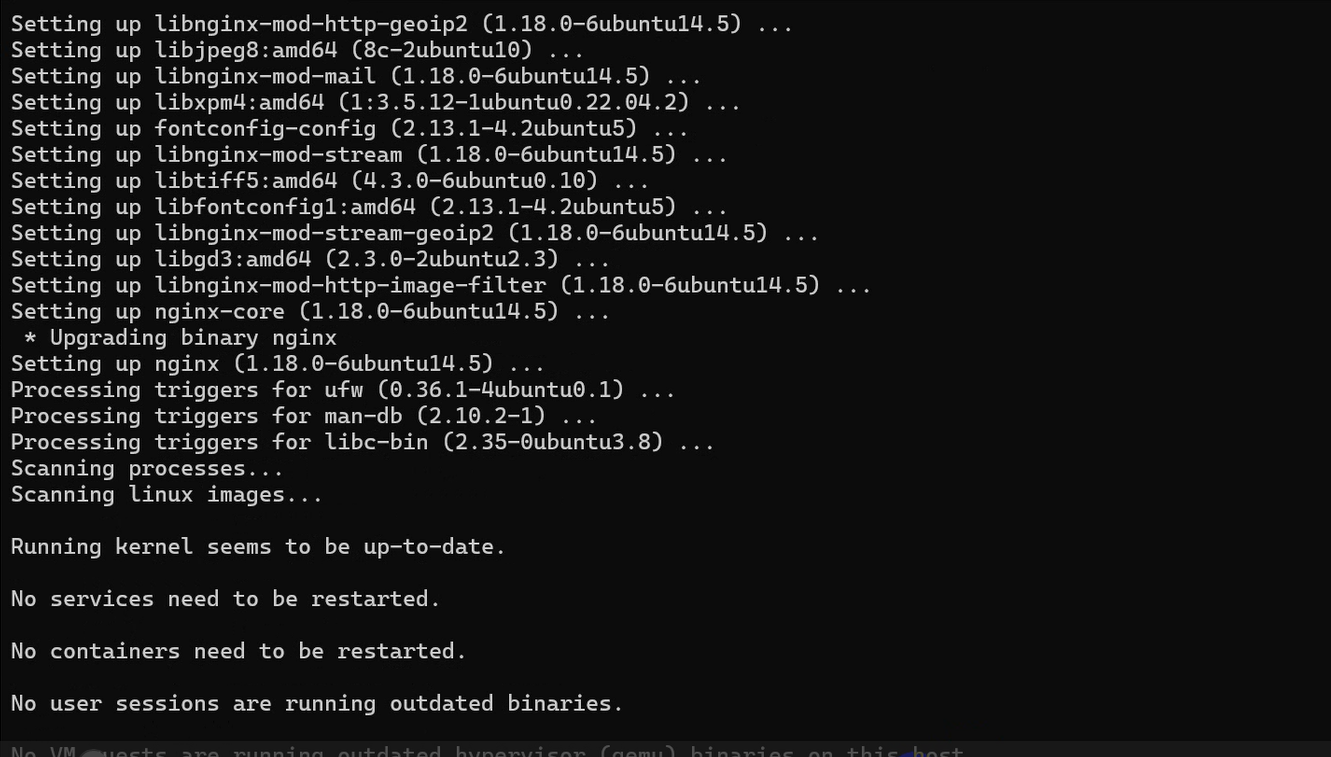 Setting up libnginx-mod-http-geoip2 (1.18.0-6ubuntu14.5) ...
Setting up libjpeg8:amd64 (8c-2ubuntu10) ...
Setting up libnginx-mod-mail (1.18.0-6ubuntu14.5) ...
Setting up libxpm4:amd64 (1:3.5.12-1ubuntu0.22.04.2) ...
Setting up fontconfig-config (2.13.1-4.2ubuntu5) ...
Setting up libnginx-mod-stream (1.18.0-6ubuntu14.5) ...
Setting up libtiff5:amd64 (4.3.0-6ubuntu0.10) ...
Setting up libfontconfig1:amd64 (2.13.1-4.2ubuntu5) ...
Setting up libnginx-mod-stream-geoip2 (1.18.0-6ubuntu14.5) ...
Setting up libgd3:amd64 (2.3.0-2ubuntu2.3) ...
Setting up libnginx-mod-http-image-filter (1.18.0-6ubuntu14.5) ...
Setting up nginx-core (1.18.0-6ubuntu14.5) ...
 * Upgrading binary nginx
Setting up nginx (1.18.0-6ubuntu14.5) ...
Processing triggers for ufw (0.36.1-4ubuntu0.1) ...
Processing triggers for man-db (2.10.2-1) ...
Processing triggers for libc-bin (2.35-0ubuntu3.8) ...
Scanning processes...
Scanning linux images...
Running kernel seems to be up-to-date.
No services need to be restarted.
No containers need to be restarted.
No user sessions are running outdated binaries.
No VM guests are running outdated hypervisor (qemu) binaries on this host